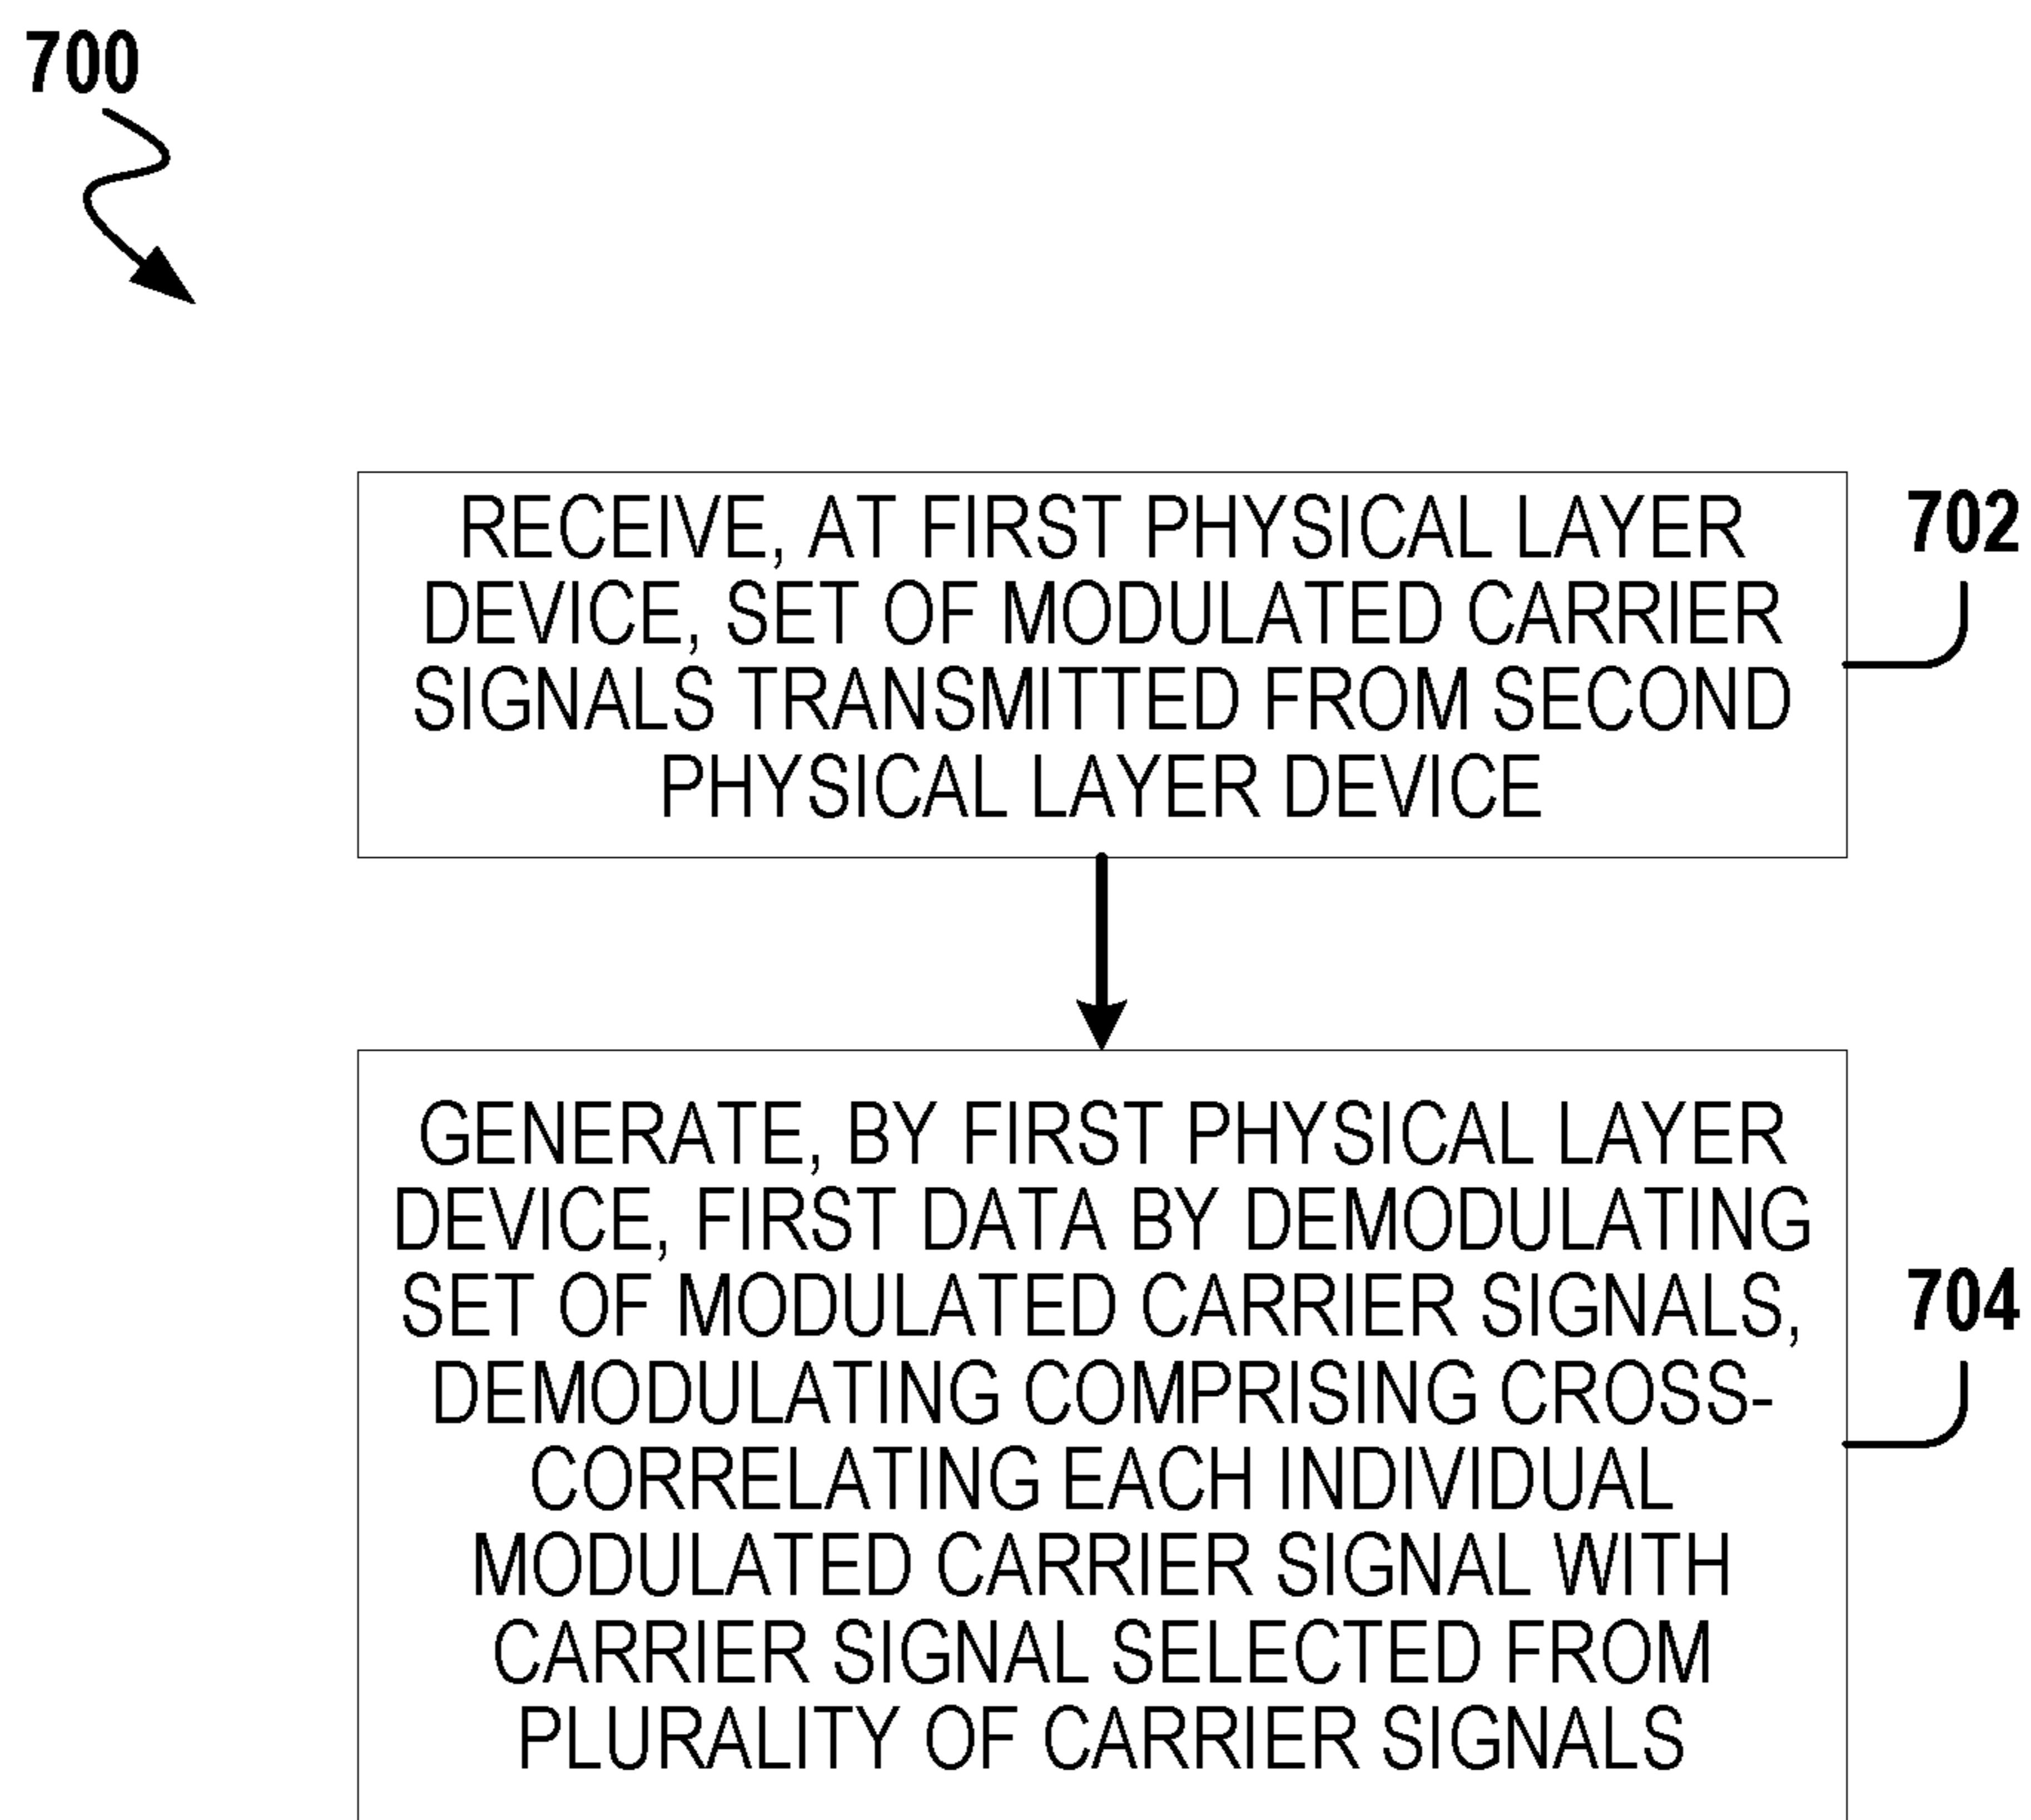 700
RECEIVE, AT FIRST PHYSICAL LAYER
DEVICE, SET OF MODULATED CARRIER
SIGNALS TRANSMITTED FROM SECOND
PHYSICAL LAYER DEVICE
702
GENERATE, BY FIRST PHYSICAL LAYER
DEVICE, FIRST DATA BY DEMODULATING
SET OF MODULATED CARRIER SIGNALS,
DEMODULATING COMPRISING CROSS-
CORRELATING EACH INDIVIDUAL
MODULATED CARRIER SIGNAL WITH
CARRIER SIGNAL SELECTED FROM
PLURALITY OF CARRIER SIGNALS
704